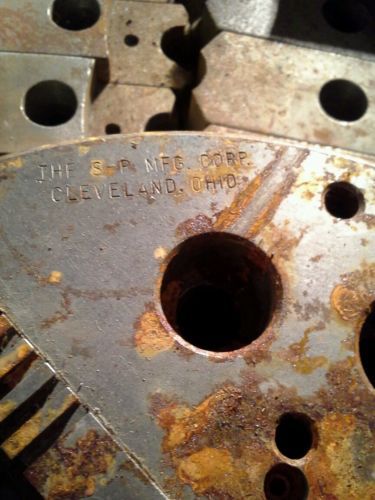 THE S-P MFG. CORP.
CLEVELAND, OHIO